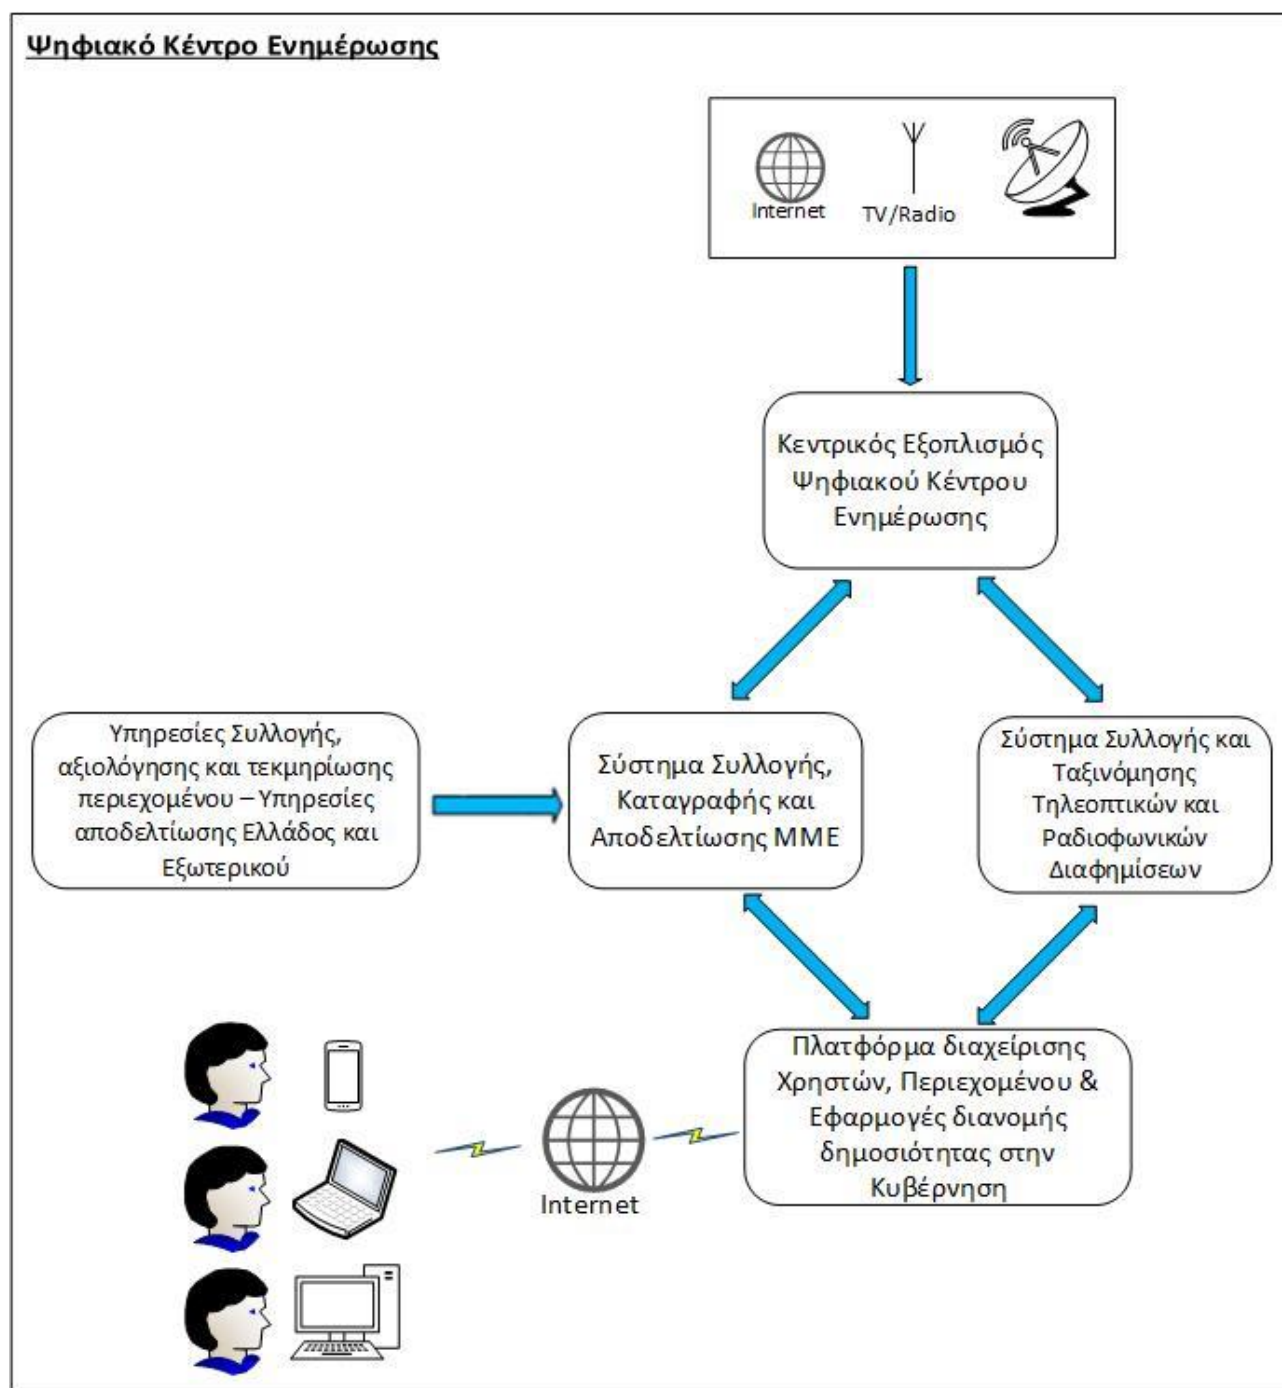 Ψηφιακό Κέντρο Ενημέρωσης
Internet
TV/Radio
Κεντρικός Εξοπλισμός
Ψηφιακού Κέντρου
Ενημέρωσης
Υπηρεσίες Συλλογής,
αξιολόγησης και τεκμηρίωσης
περιεχομένου – Υπηρεσίες
αποδελτίωσης Ελλάδος και
Εξωτερικού
Σύστημα Συλλογής,
Καταγραφής και
Αποδελτίωσης ΜΜΕ
Σύστημα Συλλογής και
Ταξινόμησης
Τηλεοπτικών και
Ραδιοφωνικών
Διαφημίσεων
Πλατφόρμα διαχείρισης
Χρηστών, Περιεχομένου &
Εφαρμογές διανομής
δημοσιότητας στην
Κυβέρνηση
Internet